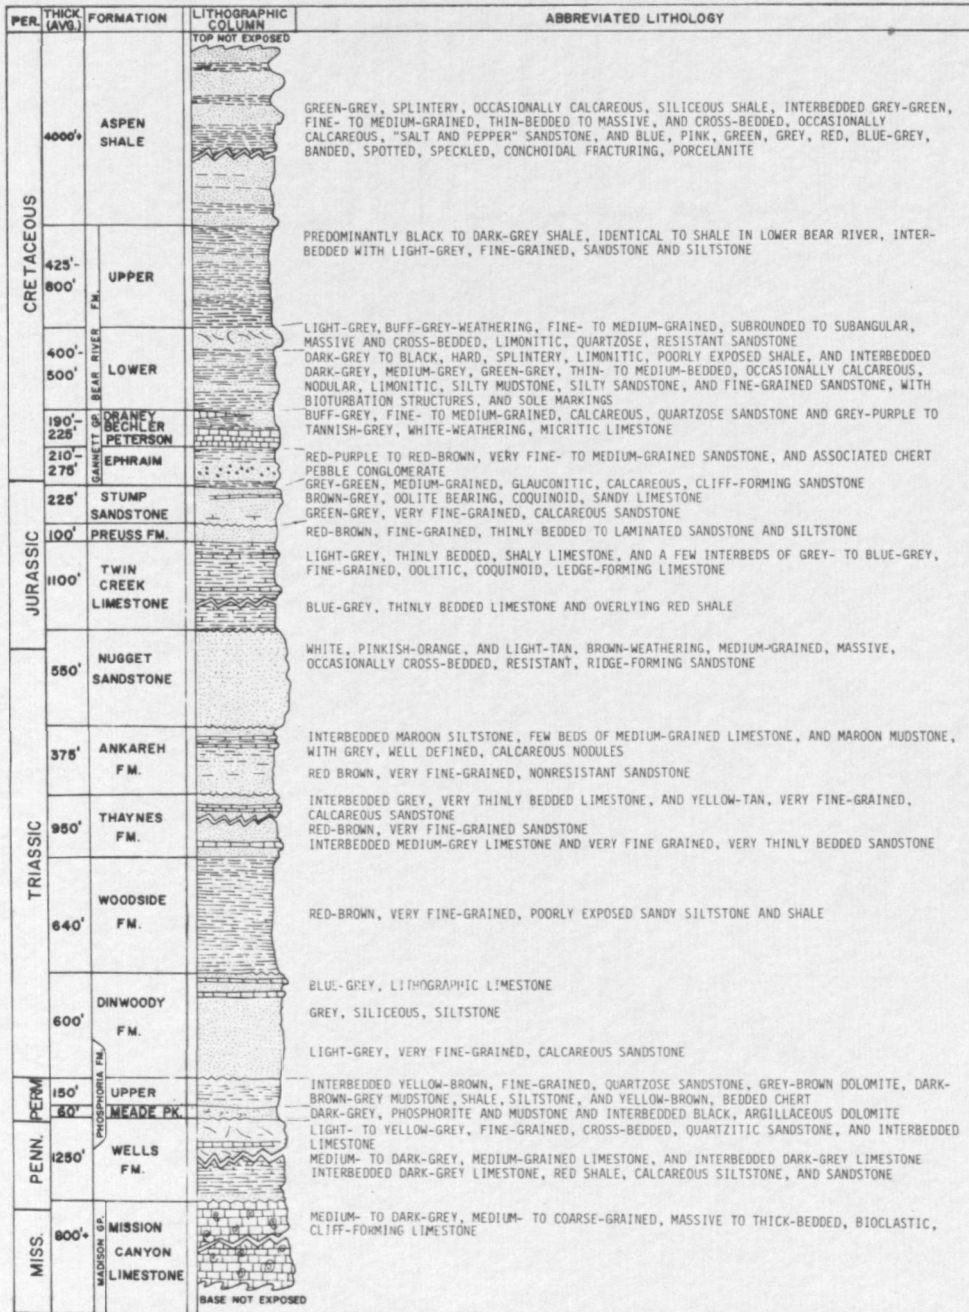 PER. THICK. (AVG.) FORMATION LITHOGRAPHIC COLUMN ABBREVIATED LITHOLOGY
TOP NOT EXPOSED
CRETACEOUS
4000'+ ASPEN SHALE
GREEN-GREY, SPLINTERY, OCCASIONALLY CALCAREOUS, SILICEOUS SHALE, INTERBEDDED GREY-GREEN,
FINE- TO MEDIUM-GRAINED, THIN-BEDDED TO MASSIVE, AND CROSS-BEDDED, OCCASIONALLY
CALCAREOUS, "SALT AND PEPPER" SANDSTONE, AND BLUE, PINK, GREEN, GREY, RED, BLUE-GREY,
BANDED, SPOTTED, SPECKLED, CONCHOIDAL FRACTURING, PORCELANITE
BEAR RIVER FM.
425'-800' UPPER
PREDOMINANTLY BLACK TO DARK-GREY SHALE, IDENTICAL TO SHALE IN LOWER BEAR RIVER, INTER-
BEDDED WITH LIGHT-GREY, FINE-GRAINED, SANDSTONE AND SILTSTONE
400'-500' LOWER
LIGHT-GREY, BUFF-GREY-WEATHERING, FINE- TO MEDIUM-GRAINED, SUBROUNDED TO SUBANGULAR,
MASSIVE AND CROSS-BEDDED, LIMONITIC, QUARTZOSE, RESISTANT SANDSTONE
DARK-GREY TO BLACK, HARD, SPLINTERY, LIMONITIC, POORLY EXPOSED SHALE, AND INTERBEDDED
DARK-GREY, MEDIUM-GREY, GREEN-GREY, THIN- TO MEDIUM-BEDDED, OCCASIONALLY CALCAREOUS,
NODULAR, LIMONITIC, SILTY MUDSTONE, SILTY SANDSTONE, AND FINE-GRAINED SANDSTONE, WITH
BIOTURBATION STRUCTURES, AND SOLE MARKINGS
GANNETT GP.
190'-225' DRANEY
BECHLER
PETERSON
BUFF-GREY, FINE- TO MEDIUM-GRAINED, CALCAREOUS, QUARTZOSE SANDSTONE AND GREY-PURPLE TO
TANNISH-GREY, WHITE-WEATHERING, MICRITIC LIMESTONE
210'-275' EPHRAIM
RED-PURPLE TO RED-BROWN, VERY FINE- TO MEDIUM-GRAINED SANDSTONE, AND ASSOCIATED CHERT
PEBBLE CONGLOMERATE
JURASSIC
225' STUMP SANDSTONE
GREY-GREEN, MEDIUM-GRAINED, GLAUCONITIC, CALCAREOUS, CLIFF-FORMING SANDSTONE
BROWN-GREY, OOLITE BEARING, COQUINOID, SANDY LIMESTONE
GREEN-GREY, VERY FINE-GRAINED, CALCAREOUS SANDSTONE
100' PREUSS FM.
RED-BROWN, FINE-GRAINED, THINLY BEDDED TO LAMINATED SANDSTONE AND SILTSTONE
1100' TWIN CREEK LIMESTONE
LIGHT-GREY, THINLY BEDDED, SHALY LIMESTONE, AND A FEW INTERBEDS OF GREY- TO BLUE-GREY,
FINE-GRAINED, OOLITIC, COQUINOID, LEDGE-FORMING LIMESTONE
BLUE-GREY, THINLY BEDDED LIMESTONE AND OVERLYING RED SHALE
TRIASSIC
550' NUGGET SANDSTONE
WHITE, PINKISH-ORANGE, AND LIGHT-TAN, BROWN-WEATHERING, MEDIUM-GRAINED, MASSIVE,
OCCASIONALLY CROSS-BEDDED, RESISTANT, RIDGE-FORMING SANDSTONE
375' ANKAREH FM.
INTERBEDDED MAROON SILTSTONE, FEW BEDS OF MEDIUM-GRAINED LIMESTONE, AND MAROON MUDSTONE,
WITH GREY, WELL DEFINED, CALCAREOUS NODULES
RED BROWN, VERY FINE-GRAINED, NONRESISTANT SANDSTONE
950' THAYNES FM.
INTERBEDDED GREY, VERY THINLY BEDDED LIMESTONE, AND YELLOW-TAN, VERY FINE-GRAINED,
CALCAREOUS SANDSTONE
RED-BROWN, VERY FINE-GRAINED SANDSTONE
INTERBEDDED MEDIUM-GREY LIMESTONE AND VERY FINE GRAINED, VERY THINLY BEDDED SANDSTONE
640' WOODSIDE FM.
RED-BROWN, VERY FINE-GRAINED, POORLY EXPOSED SANDY SILTSTONE AND SHALE
600' DINWOODY FM.
BLUE-GREY, LITHOGRAPHIC LIMESTONE
GREY, SILICEOUS, SILTSTONE
LIGHT-GREY, VERY FINE-GRAINED, CALCAREOUS SANDSTONE
PERM
PHOSPHORIA FM.
150' UPPER
INTERBEDDED YELLOW-BROWN, FINE-GRAINED, QUARTZOSE SANDSTONE, GREY-BROWN DOLOMITE, DARK-
BROWN-GREY MUDSTONE, SHALE, SILTSTONE, AND YELLOW-BROWN, BEDDED CHERT
60' MEADE PK.
DARK-GREY, PHOSPHORITE AND MUDSTONE AND INTERBEDDED BLACK, ARGILLACEOUS DOLOMITE
PENN.
1250' WELLS FM.
LIGHT- TO YELLOW-GREY, FINE-GRAINED, CROSS-BEDDED, QUARTZITIC SANDSTONE, AND INTERBEDDED
LIMESTONE
MEDIUM- TO DARK-GREY, MEDIUM-GRAINED LIMESTONE, AND INTERBEDDED DARK-GREY LIMESTONE
INTERBEDDED DARK-GREY LIMESTONE, RED SHALE, CALCAREOUS SILTSTONE, AND SANDSTONE
MISS.
MADISON GP.
800'+ MISSION CANYON LIMESTONE
MEDIUM- TO DARK-GREY, MEDIUM- TO COARSE-GRAINED, MASSIVE TO THICK-BEDDED, BIOCLASTIC,
CLIFF-FORMING LIMESTONE
BASE NOT EXPOSED